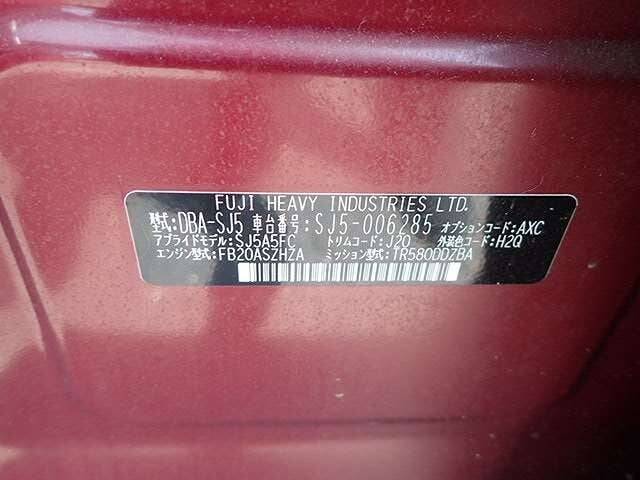 FUJI HEAVY INDUSTRIES LTD.
型式:DBA-SJ5 車台番号:SJ5-006285 オプションコード:AXC
アプライドモデル:SJ5A5FC トリムコード:J20 外装色コード:H2Q
エンジン型式:FB20ASZHZA ミッション型式:TR580DDZBA